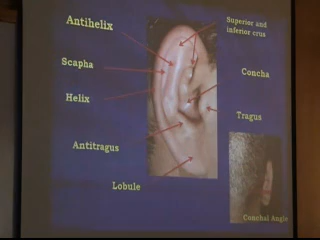 Antihelix
Superior and
inferior crus
Scapha
Concha
Helix
Tragus
Antitragus
Lobule
Conchal Angle